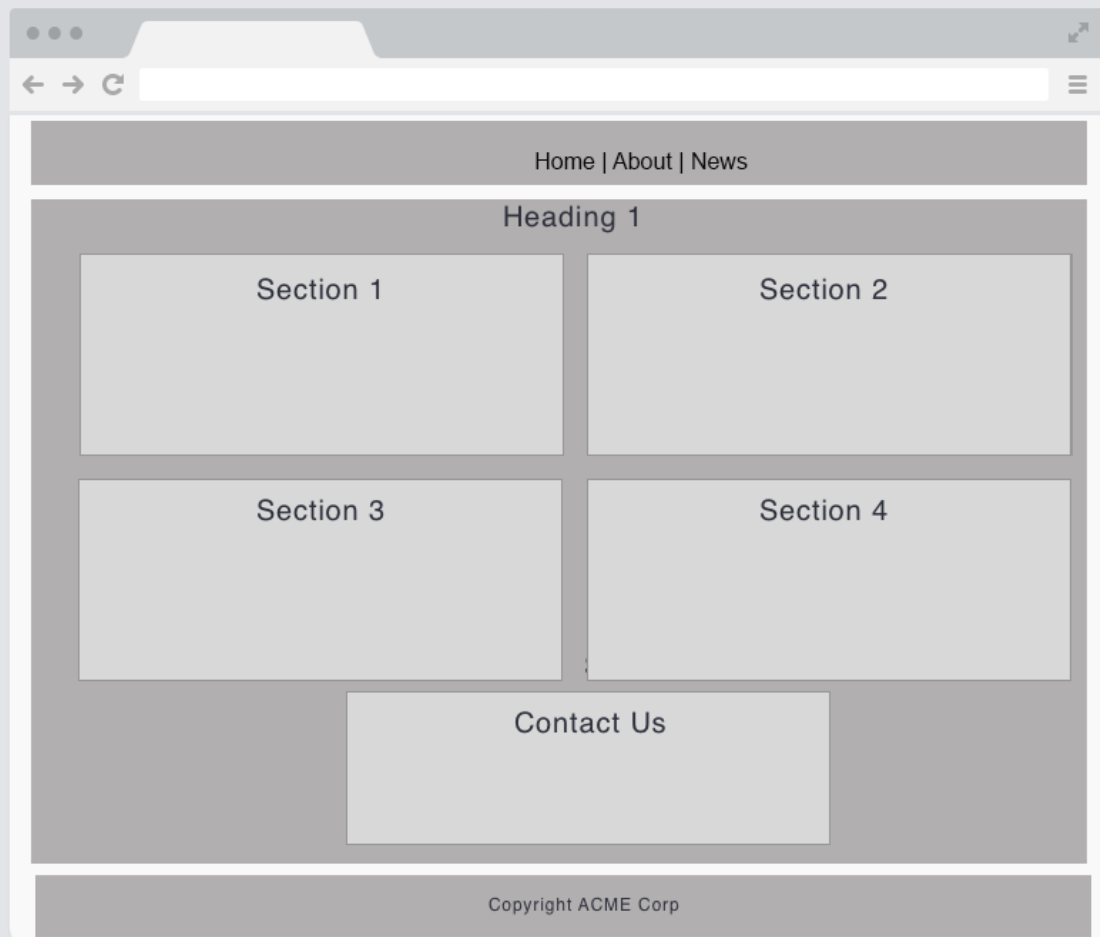 Home | About | News
Heading 1
Section 1
Section 2
Section 3
Section 4
Contact Us
Copyright ACME Corp